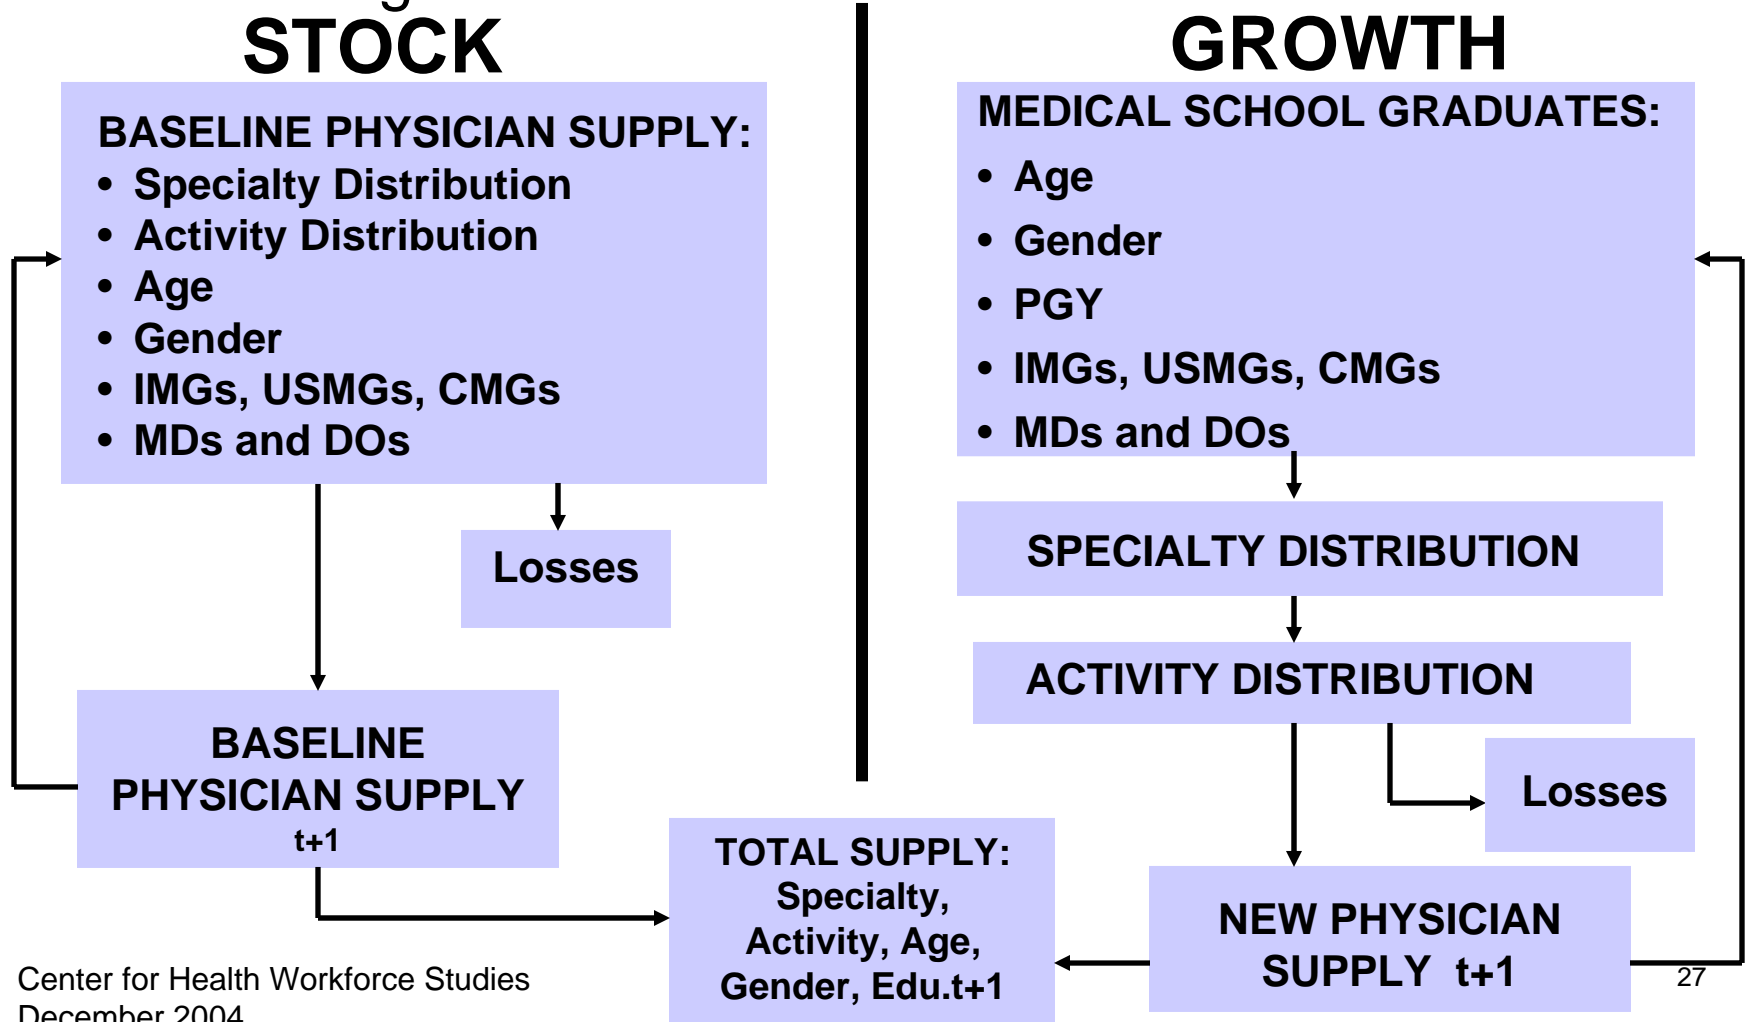 STOCK
BASELINE PHYSICIAN SUPPLY:
• Specialty Distribution
• Activity Distribution
• Age
• Gender
• IMGs, USMGs, CMGs
• MDs and DOs
Losses
BASELINE
PHYSICIAN SUPPLY
t+1
GROWTH
MEDICAL SCHOOL GRADUATES:
• Age
• Gender
• PGY
• IMGs, USMGs, CMGs
• MDs and DOs
SPECIALTY DISTRIBUTION
ACTIVITY DISTRIBUTION
Losses
NEW PHYSICIAN
SUPPLY t+1
TOTAL SUPPLY:
Specialty,
Activity, Age,
Gender, Edu.t+1
Center for Health Workforce Studies
December 2004
27